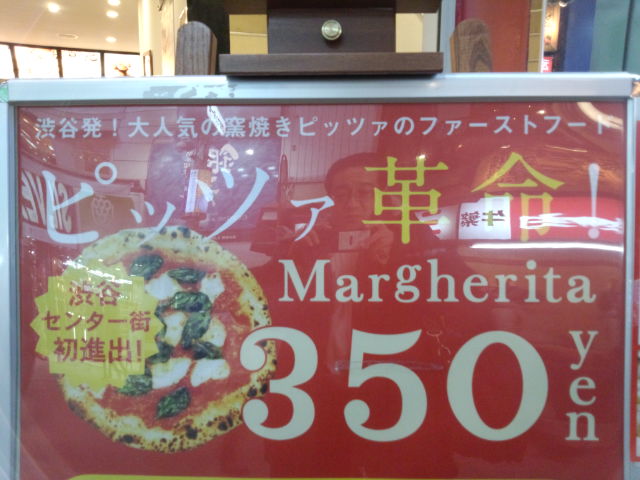 渋谷発！大人気の窯焼きピッツァのファーストフード
ピッツァ革命！
Margherita
350 yen
渋谷
センター街
初進出！